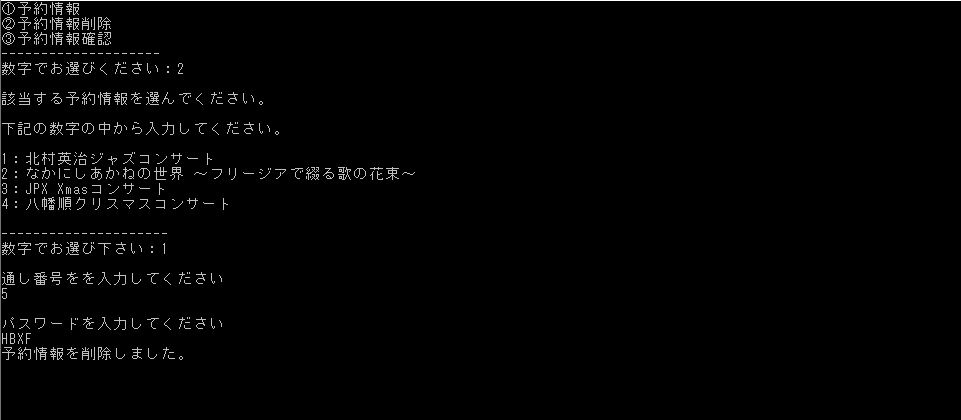 ①予約情報
②予約情報削除
③予約情報確認
--------------------
数字でお選びください：2
該当する予約情報を選んでください。
下記の数字の中から入力してください。
1：北村英治ジャズコンサート
2：なかにしあかねの世界 ～フリージアで綴る歌の花束～
3：JPX Xmasコンサート
4：八幡順クリスマスコンサート
---------------------
数字でお選び下さい：1
通し番号をを入力してください
5
パスワードを入力してください
HBXF
予約情報を削除しました。